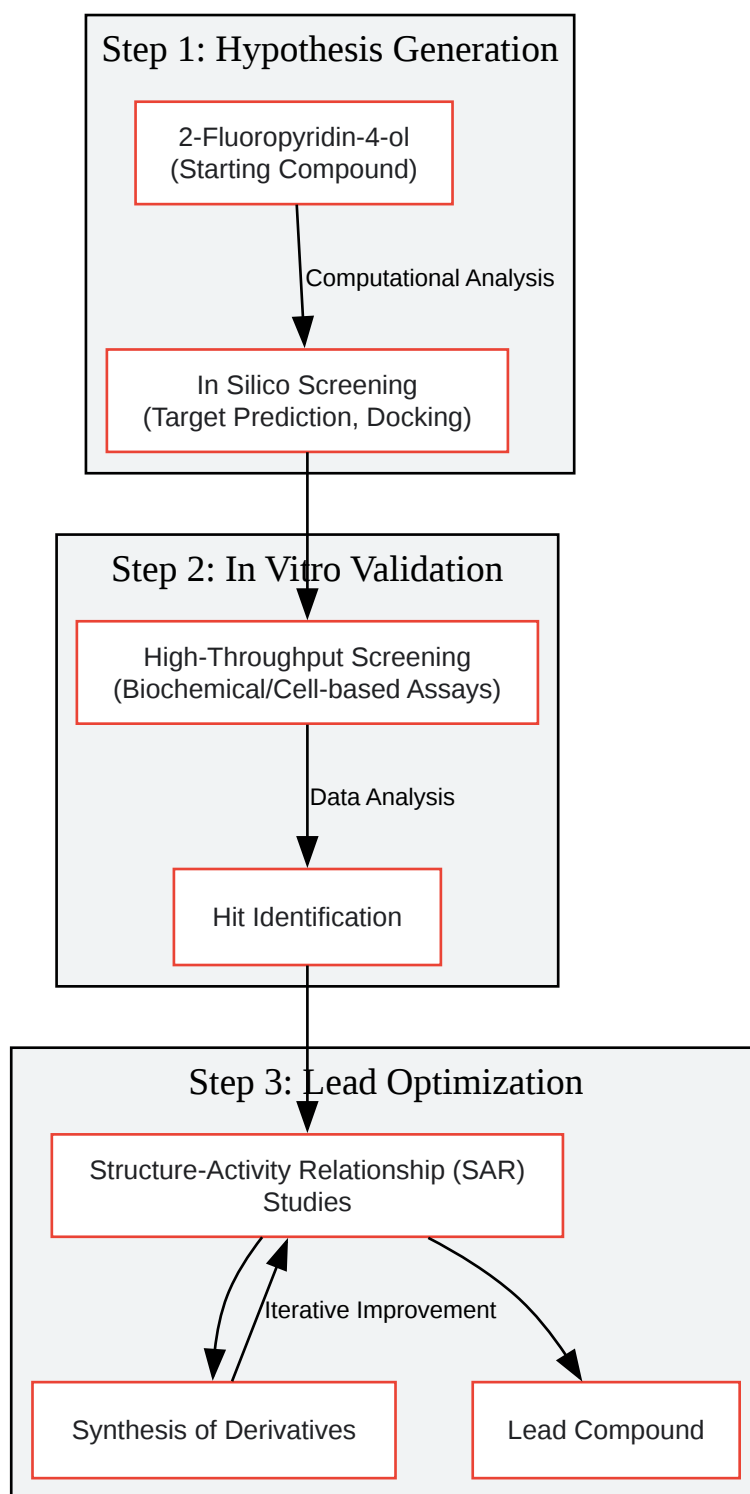 Step 1: Hypothesis Generation
2-Fluoropyridin-4-ol
(Starting Compound)
Computational Analysis
In Silico Screening
(Target Prediction, Docking)
Step 2: In Vitro Validation
High-Throughput Screening
(Biochemical/Cell-based Assays)
Data Analysis
Hit Identification
Step 3: Lead Optimization
Structure-Activity Relationship (SAR)
Studies
Iterative Improvement
Synthesis of Derivatives
Lead Compound